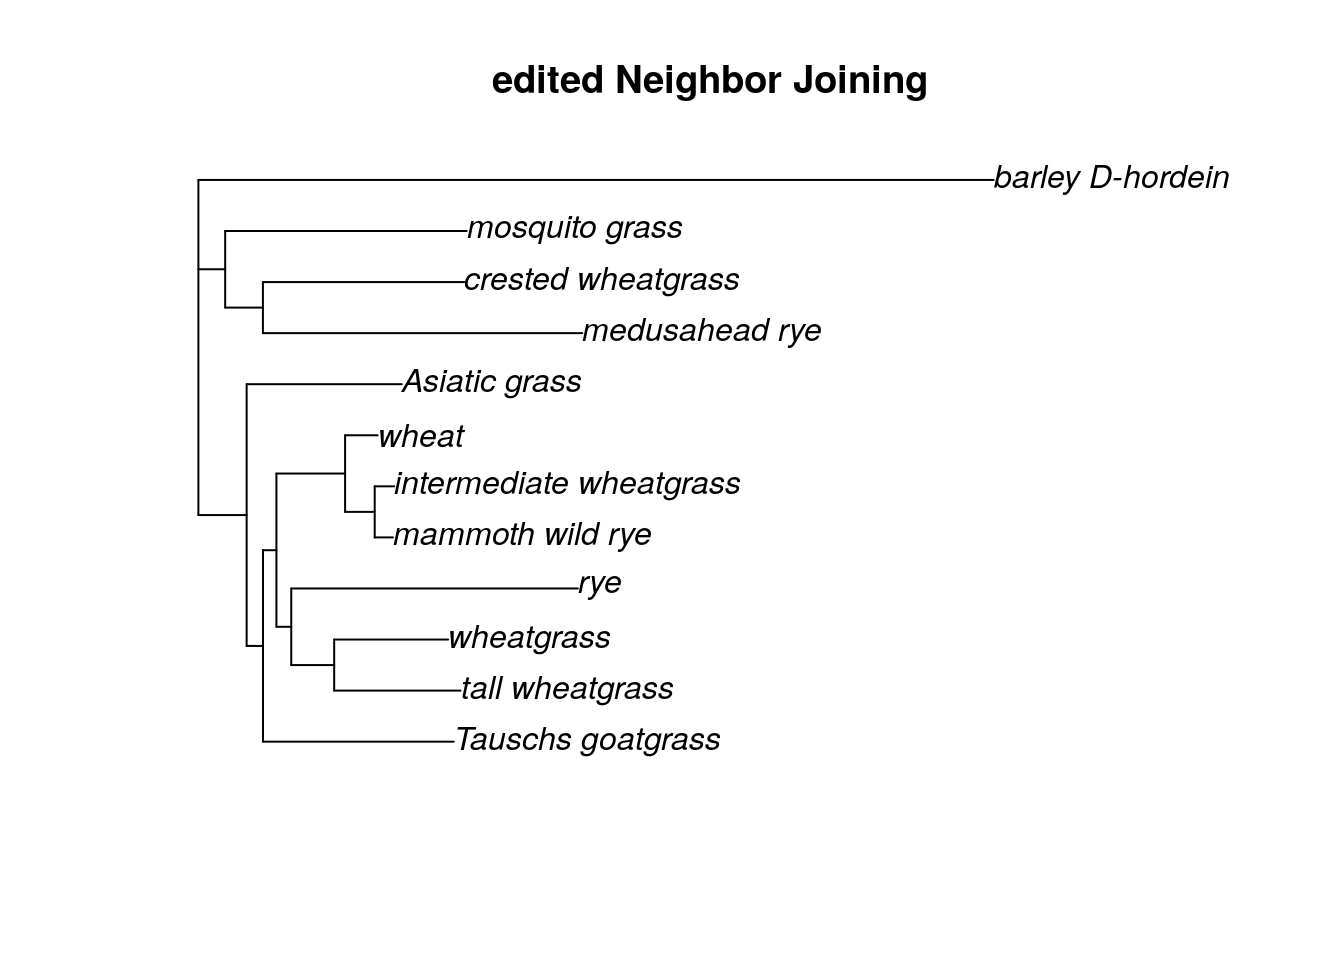 edited Neighbor Joining
barley D-hordein
mosquito grass
crested wheatgrass
medusahead rye
Asiatic grass
wheat
intermediate wheatgrass
mammoth wild rye
rye
wheatgrass
tall wheatgrass
Tauschs goatgrass